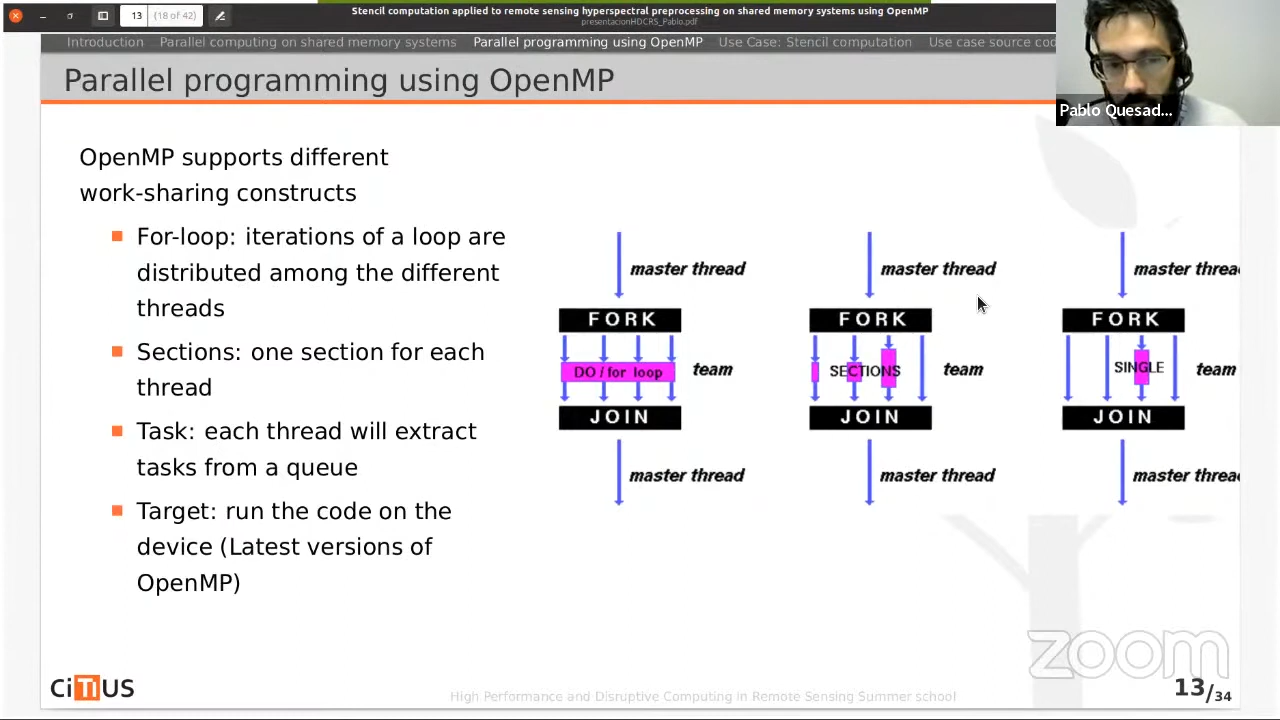 13 (18 of 42)
Stencil computation applied to remote sensing hyperspectral preprocessing on shared memory systems using OpenMP
presentacionHDCRS_Pablo.pdf
Introduction Parallel computing on shared memory systems Parallel programming using OpenMP Use Case: Stencil computation Use case source
Pablo Quesad...
Parallel programming using OpenMP
OpenMP supports different
work-sharing constructs
For-loop: iterations of a loop are
distributed among the different
threads
Sections: one section for each
thread
Task: each thread will extract
tasks from a queue
Target: run the code on the
device (Latest versions of
OpenMP)
master thread
FORK
DO / for loop
team
JOIN
master thread
master thread
FORK
SECTIONS
team
JOIN
master thread
master
FORK
SINGLE
team
JOIN
master
zoom
CiTIUS
High Performance and Disruptive Computing in Remote Sensing Summer school
13/34